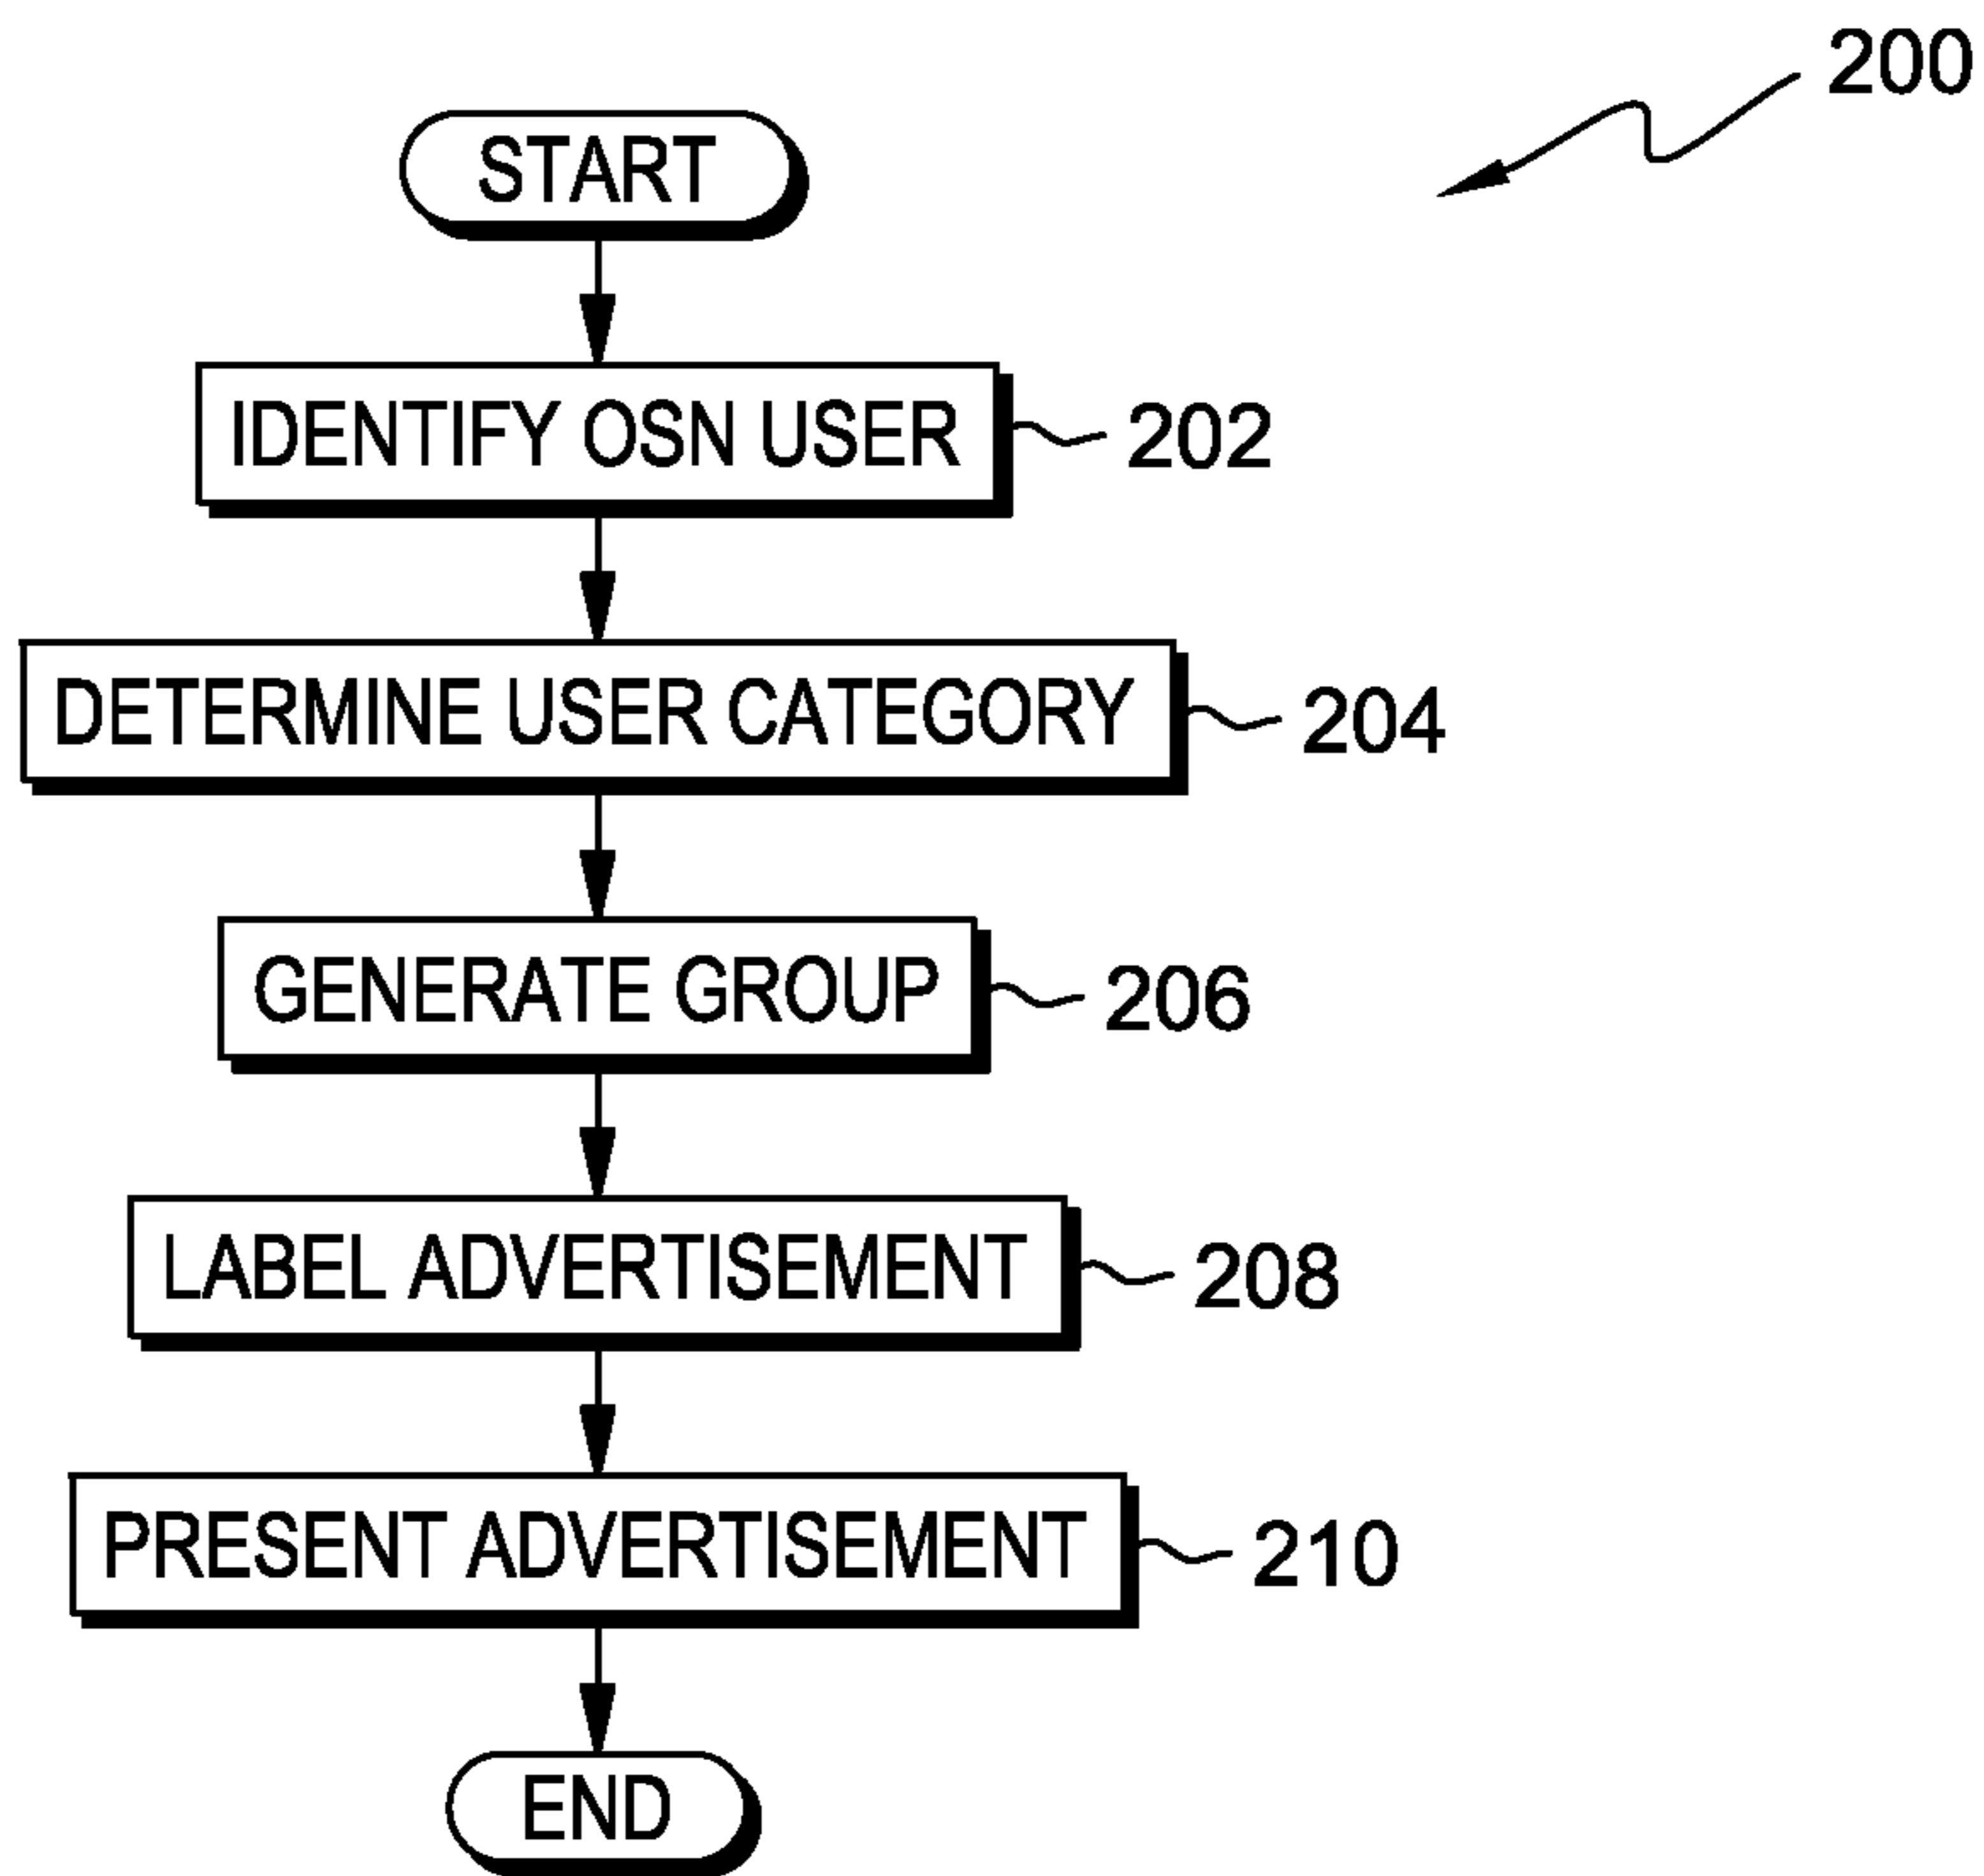 200
START
IDENTIFY OSN USER 202
DETERMINE USER CATEGORY 204
GENERATE GROUP 206
LABEL ADVERTISEMENT 208
PRESENT ADVERTISEMENT 210
END